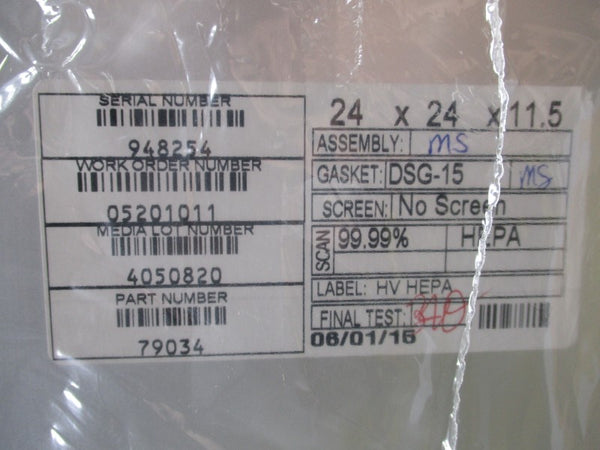 SERIAL NUMBER
948254
WORK ORDER NUMBER
05201011
MEDIA LOT NUMBER
4050820
PART NUMBER
79034
24 x 24 x 11.5
ASSEMBLY: MS
GASKET: DSG-15 MS
SCREEN: No Screen
SCAN 99.99% HEPA
LABEL: HV HEPA
FINAL TEST:
06/01/16